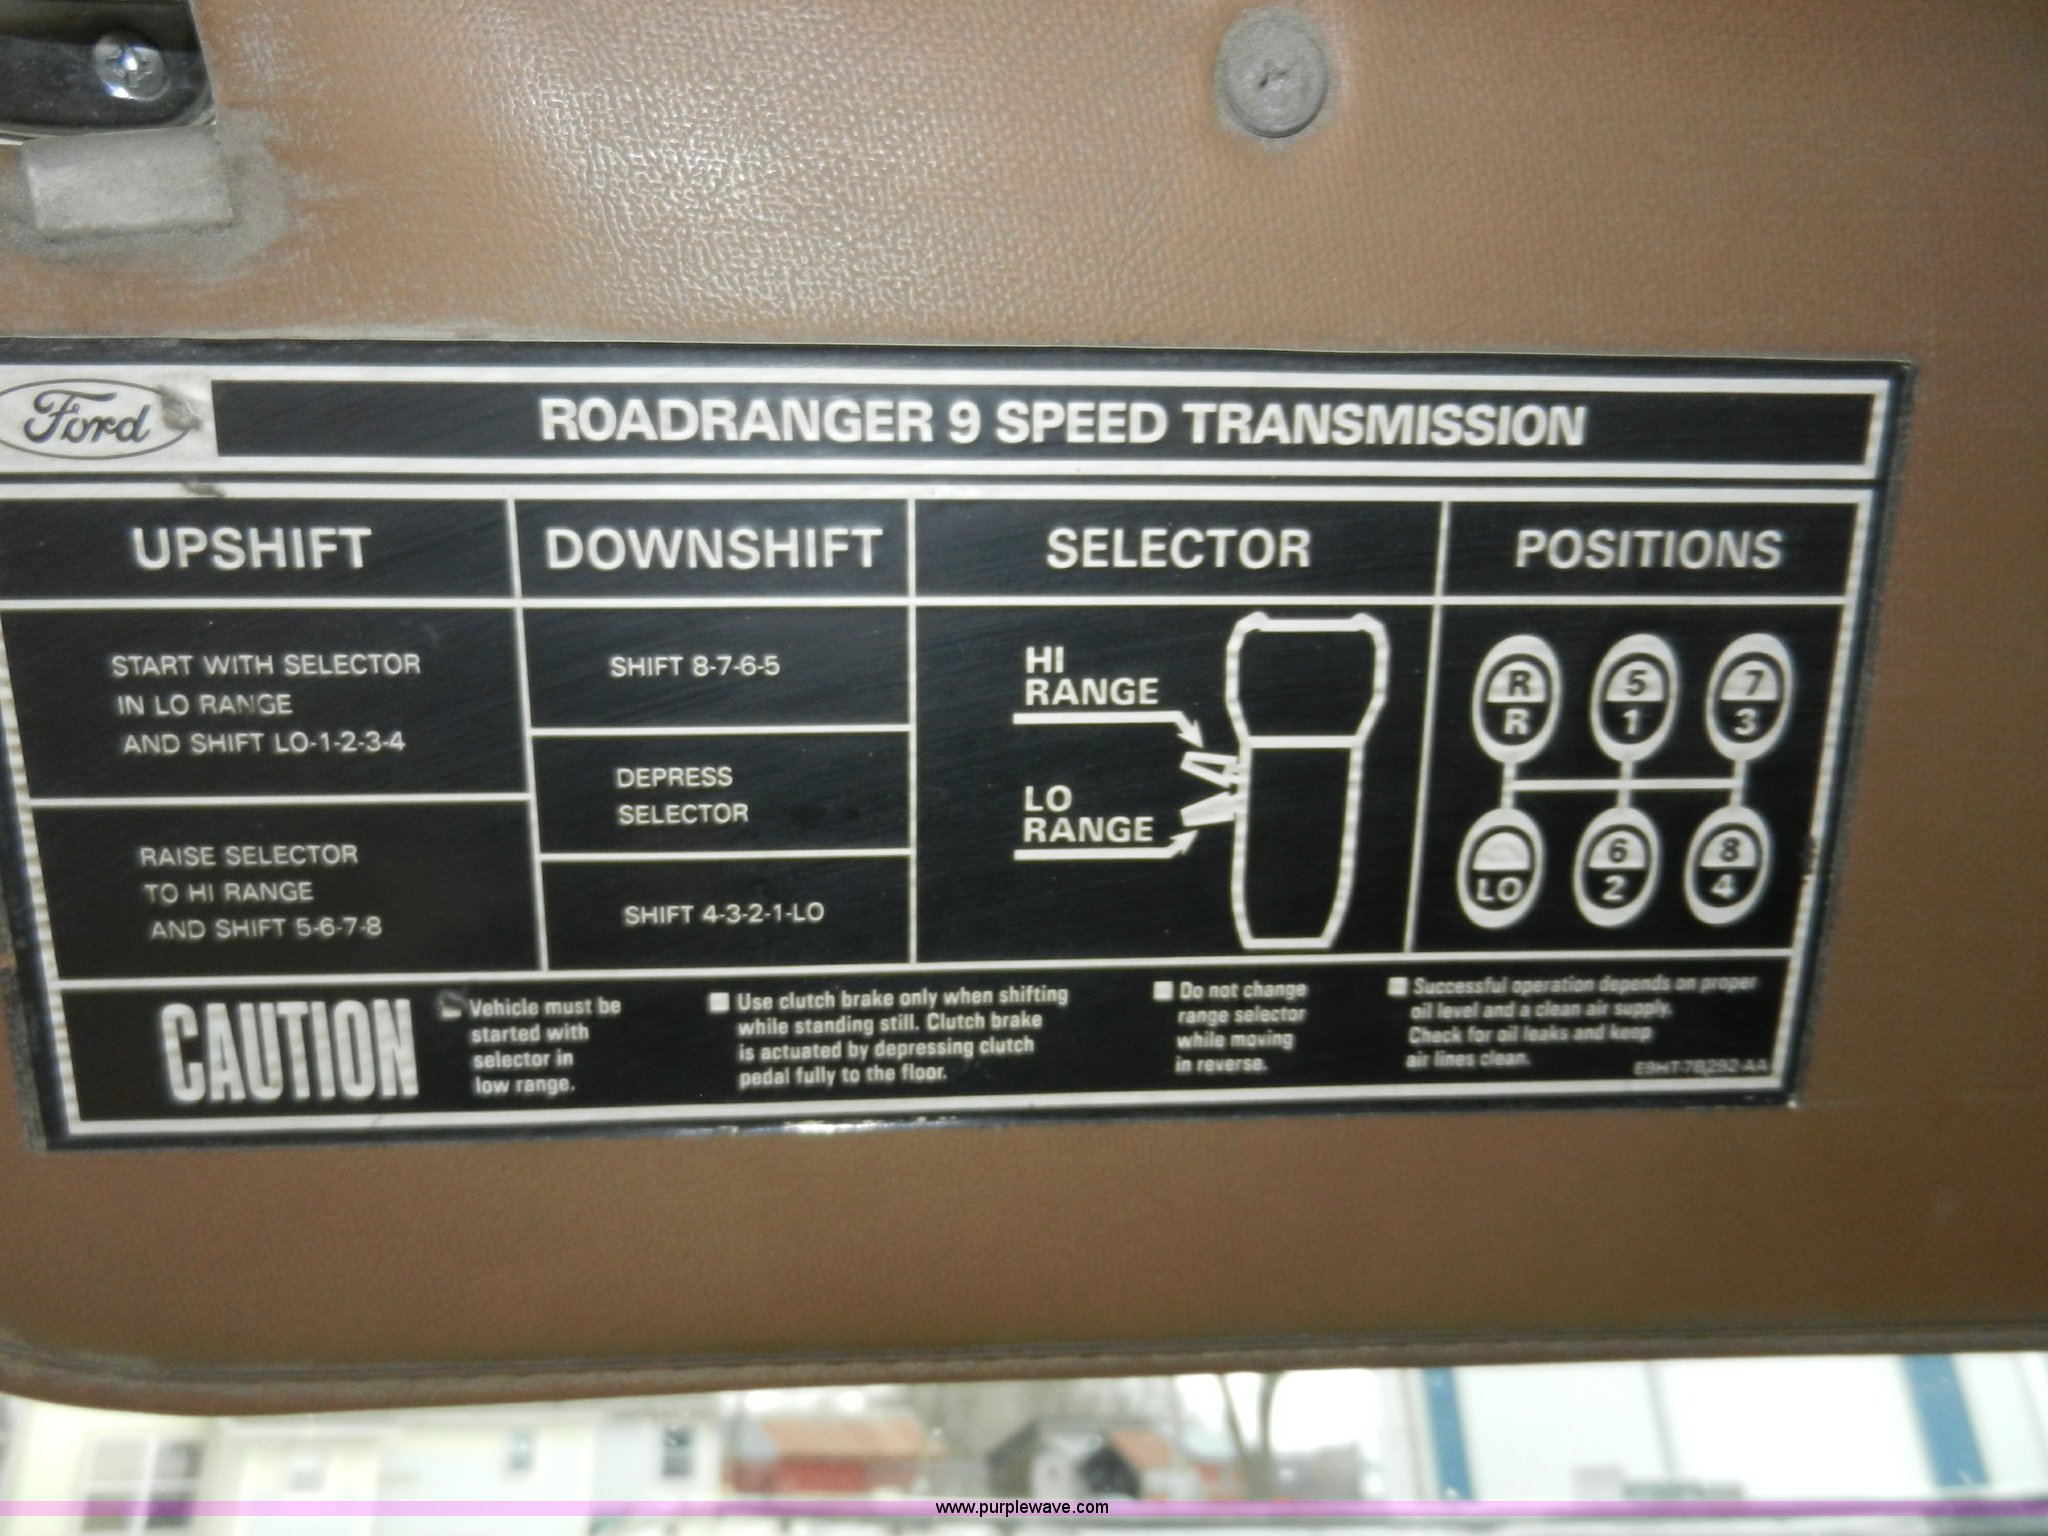 Ford
ROADRANGER 9 SPEED TRANSMISSION
UPSHIFT
START WITH SELECTOR
IN LO RANGE
AND SHIFT LO-1-2-3-4
RAISE SELECTOR
TO HI RANGE
AND SHIFT 5-6-7-8
DOWNSHIFT
SHIFT 8-7-6-5
DEPRESS
SELECTOR
SHIFT 4-3-2-1-LO
SELECTOR
HI
RANGE
LO
RANGE
POSITIONS
R 5 7
R 1 3
6 8
LO 2 4
CAUTION
Vehicle must be
started with
selector in
low range.
Use clutch brake only when shifting
while standing still. Clutch brake
is actuated by depressing clutch
pedal fully to the floor.
Do not change
range selector
while moving
in reverse.
Successful operation depends on proper
oil level and a clean air supply.
Check for oil leaks and keep
air lines clean.
E9HT-7B292-AA
www.purplewave.com